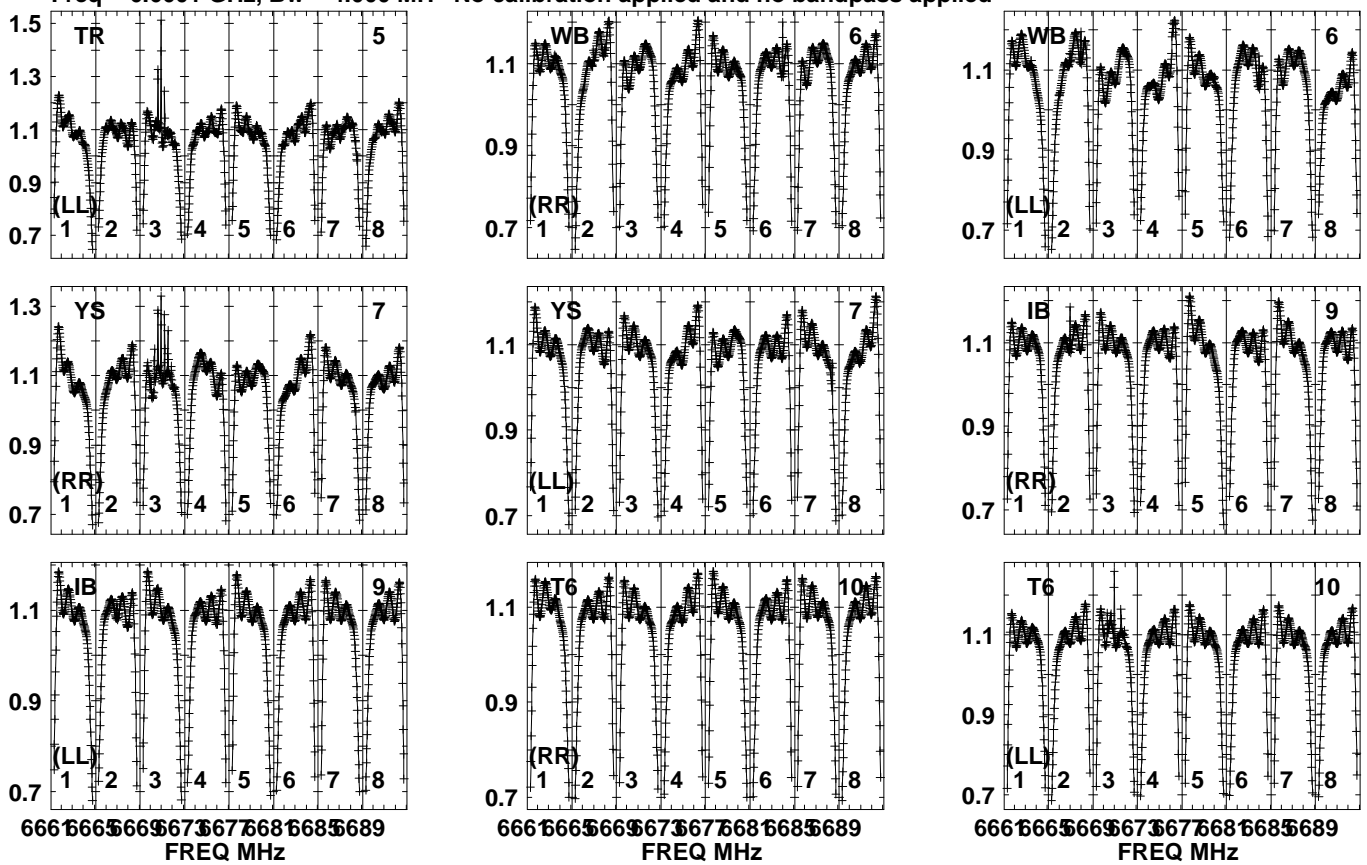 No calibration applied and no bandpass applied
TR 5
1.5
1.3
1.1
0.9
0.7
(LL)
1 2 3 4 5 6 7 8
WB 6
1.1
0.9
0.7
(RR)
1 2 3 4 5 6 7 8
WB 6
1.1
0.9
0.7
(LL)
1 2 3 4 5 6 7 8
YS 7
1.3
1.1
0.9
0.7
(RR)
1 2 3 4 5 6 7 8
YS 7
1.1
0.9
0.7
(LL)
1 2 3 4 5 6 7 8
IB 9
1.1
0.9
0.7
(RR)
1 2 3 4 5 6 7 8
IB 9
1.1
0.9
0.7
(LL)
1 2 3 4 5 6 7 8
6661 6665 6669 6673 6677 6681 6685 6689
FREQ MHz
T6 10
1.1
0.9
0.7
(RR)
1 2 3 4 5 6 7 8
6661 6665 6669 6673 6677 6681 6685 6689
FREQ MHz
T6 10
1.1
0.9
0.7
(LL)
1 2 3 4 5 6 7 8
6661 6665 6669 6673 6677 6681 6685 6689
FREQ MHz